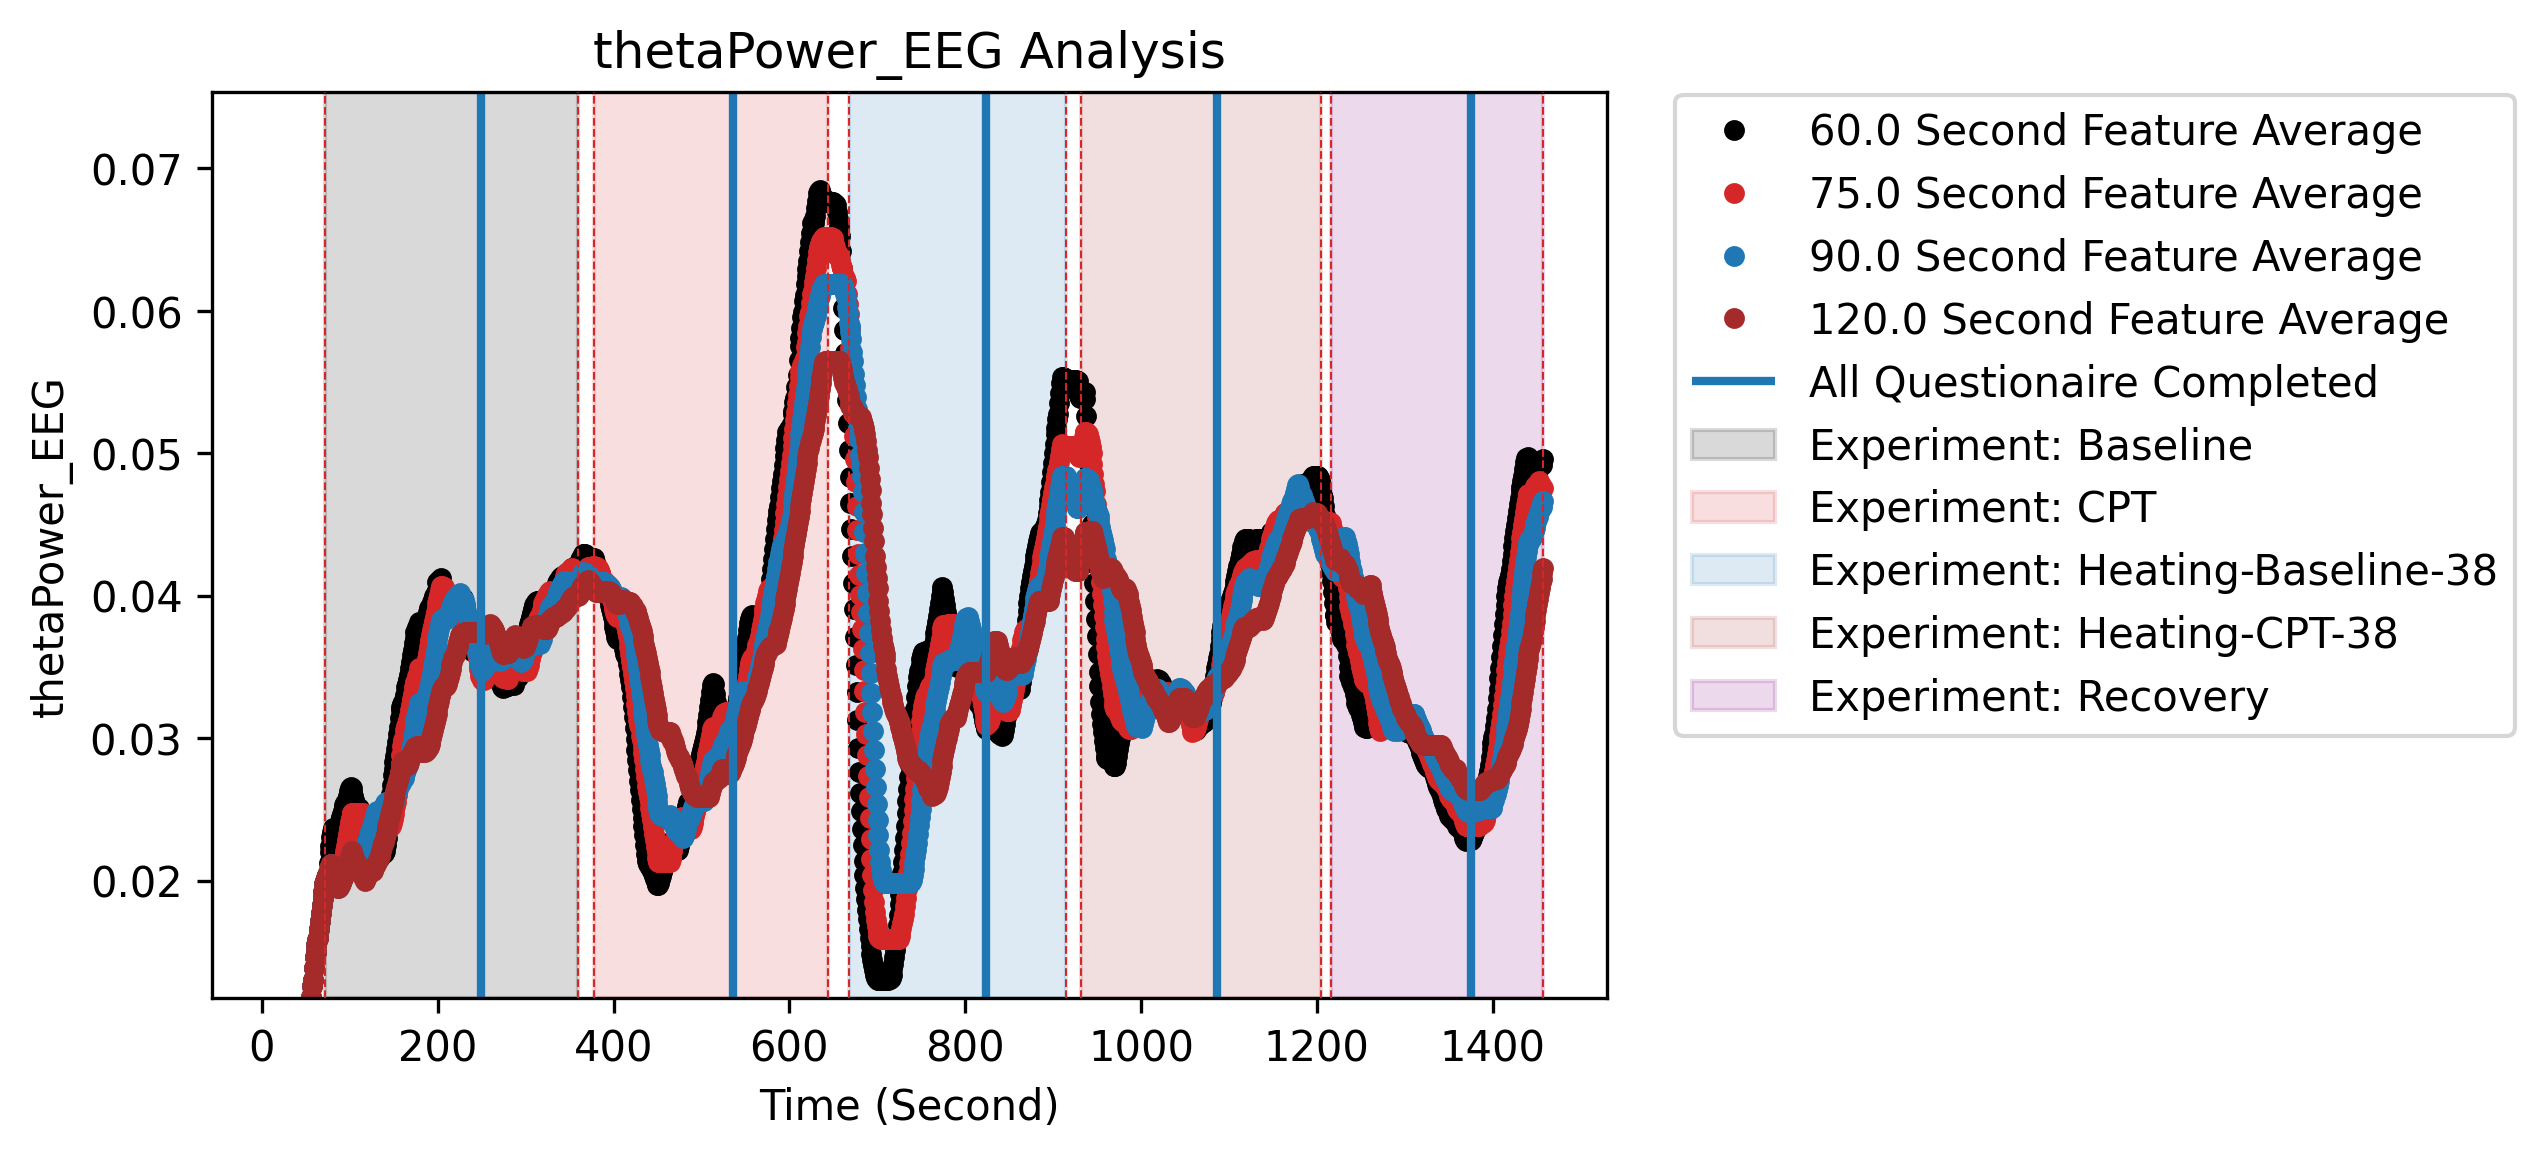 thetaPower_EEG Analysis
thetaPower_EEG
0.07
0.06
0.05
0.04
0.03
0.02
0 200 400 600 800 1000 1200 1400
Time (Second)
60.0 Second Feature Average
75.0 Second Feature Average
90.0 Second Feature Average
120.0 Second Feature Average
All Questionaire Completed
Experiment: Baseline
Experiment: CPT
Experiment: Heating-Baseline-38
Experiment: Heating-CPT-38
Experiment: Recovery